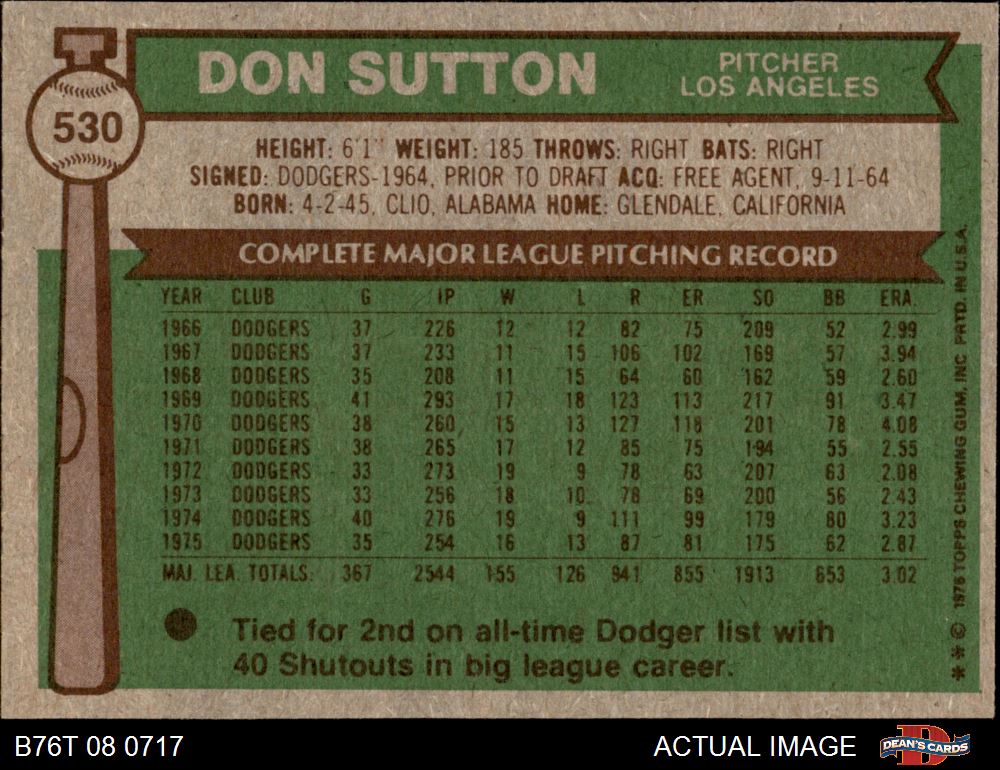 DON SUTTON
PITCHER
LOS ANGELES
530
HEIGHT: 6'1" WEIGHT: 185 THROWS: RIGHT BATS: RIGHT
SIGNED: DODGERS-1964, PRIOR TO DRAFT ACQ: FREE AGENT, 9-11-64
BORN: 4-2-45, CLIO, ALABAMA HOME: GLENDALE, CALIFORNIA
COMPLETE MAJOR LEAGUE PITCHING RECORD
YEAR CLUB G IP W L R ER SO BB ERA.
1966 DODGERS 37 226 12 12 82 75 209 52 2.99
1967 DODGERS 37 233 11 15 106 102 169 57 3.94
1968 DODGERS 35 208 11 15 64 60 162 59 2.60
1969 DODGERS 41 293 17 18 123 113 217 91 3.47
1970 DODGERS 38 260 15 13 127 118 201 78 4.08
1971 DODGERS 38 265 17 12 85 75 194 55 2.55
1972 DODGERS 33 273 19 9 78 63 207 63 2.08
1973 DODGERS 33 256 18 10 78 69 200 56 2.43
1974 DODGERS 40 276 19 9 111 99 179 80 3.23
1975 DODGERS 35 254 16 13 87 81 175 62 2.87
MAJ. LEA. TOTALS: 367 2544 155 126 941 855 1913 653 3.02
Tied for 2nd on all-time Dodger list with
40 Shutouts in big league career.
** © 1976 TOPPS CHEWING GUM, INC. PRTD. IN U.S.A.
B76T 08 0717
ACTUAL IMAGE
DEAN'S CARDS